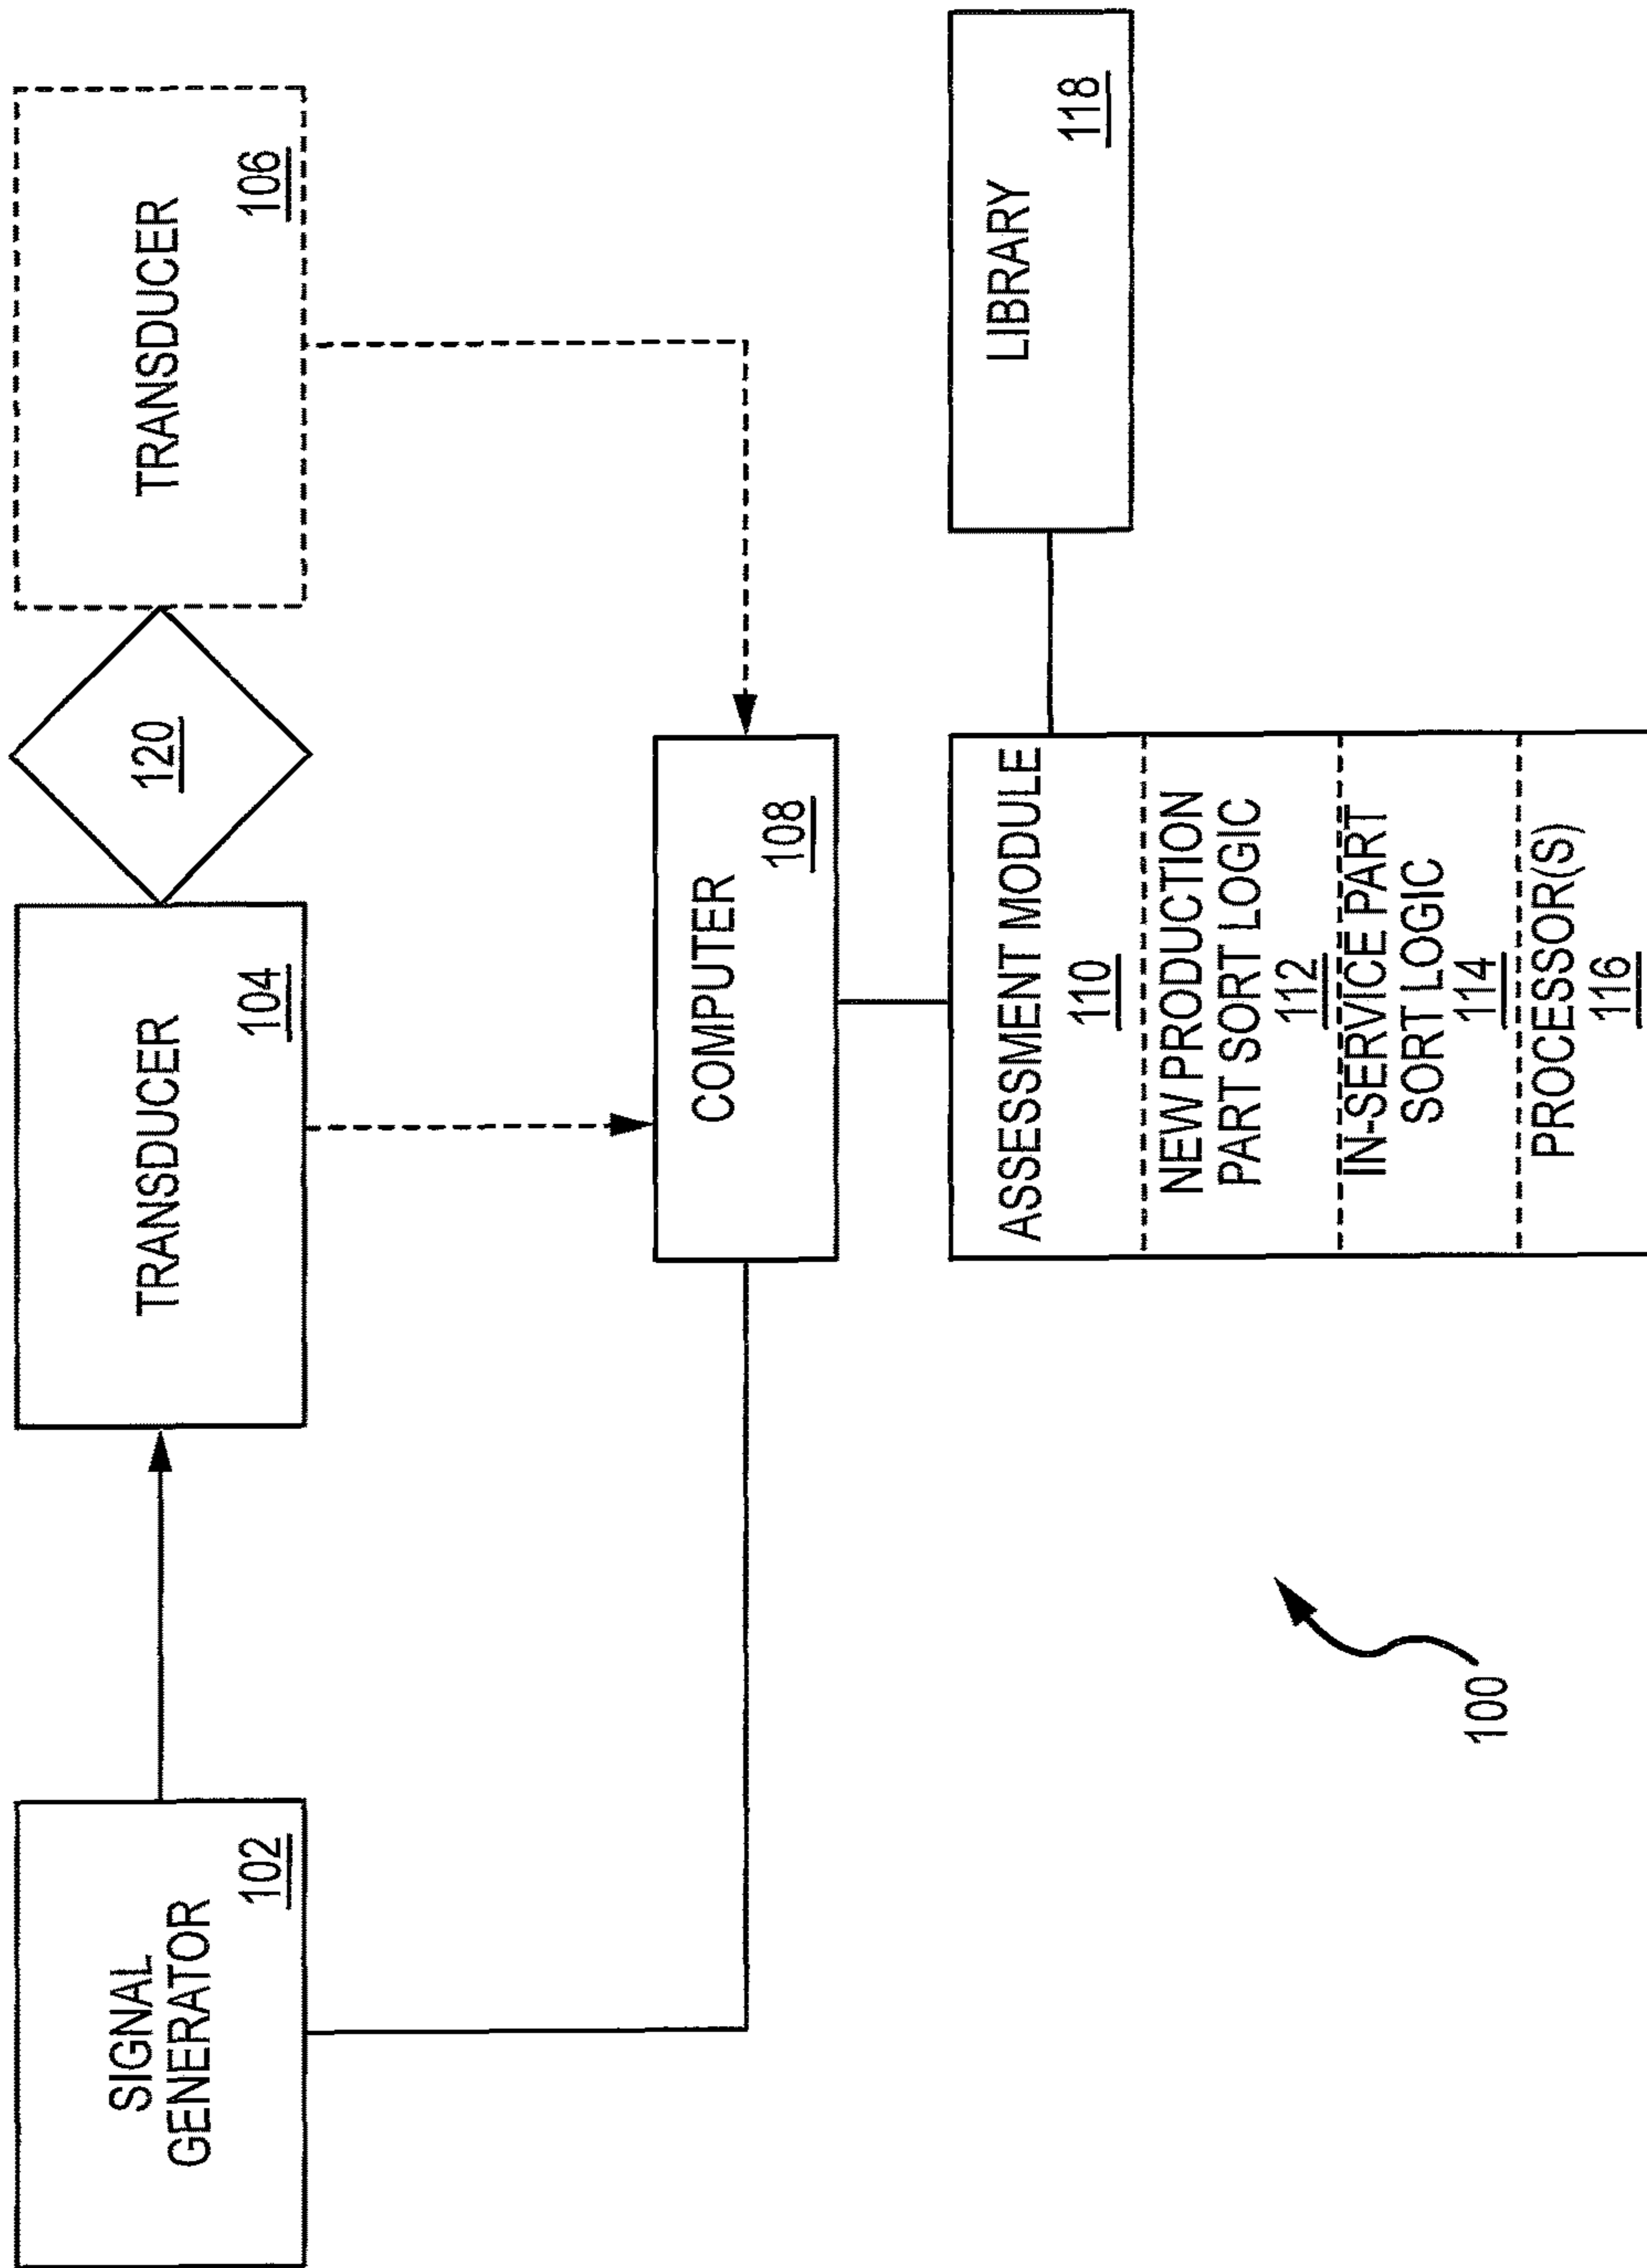 SIGNAL
GENERATOR
102
TRANSDUCER
104
120
TRANSDUCER
106
COMPUTER
108
ASSESSMENT MODULE
110
NEW PRODUCTION
PART SORT LOGIC
112
IN-SERVICE PART
SORT LOGIC
114
PROCESSOR(S)
116
LIBRARY
118
100